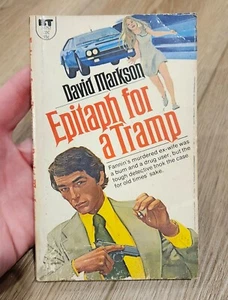 David Markson
Epitaph for
a Tramp
Fannin's murdered ex-wife was
a bum and a drug user, but the
tough detective took the case
for old times' sake.